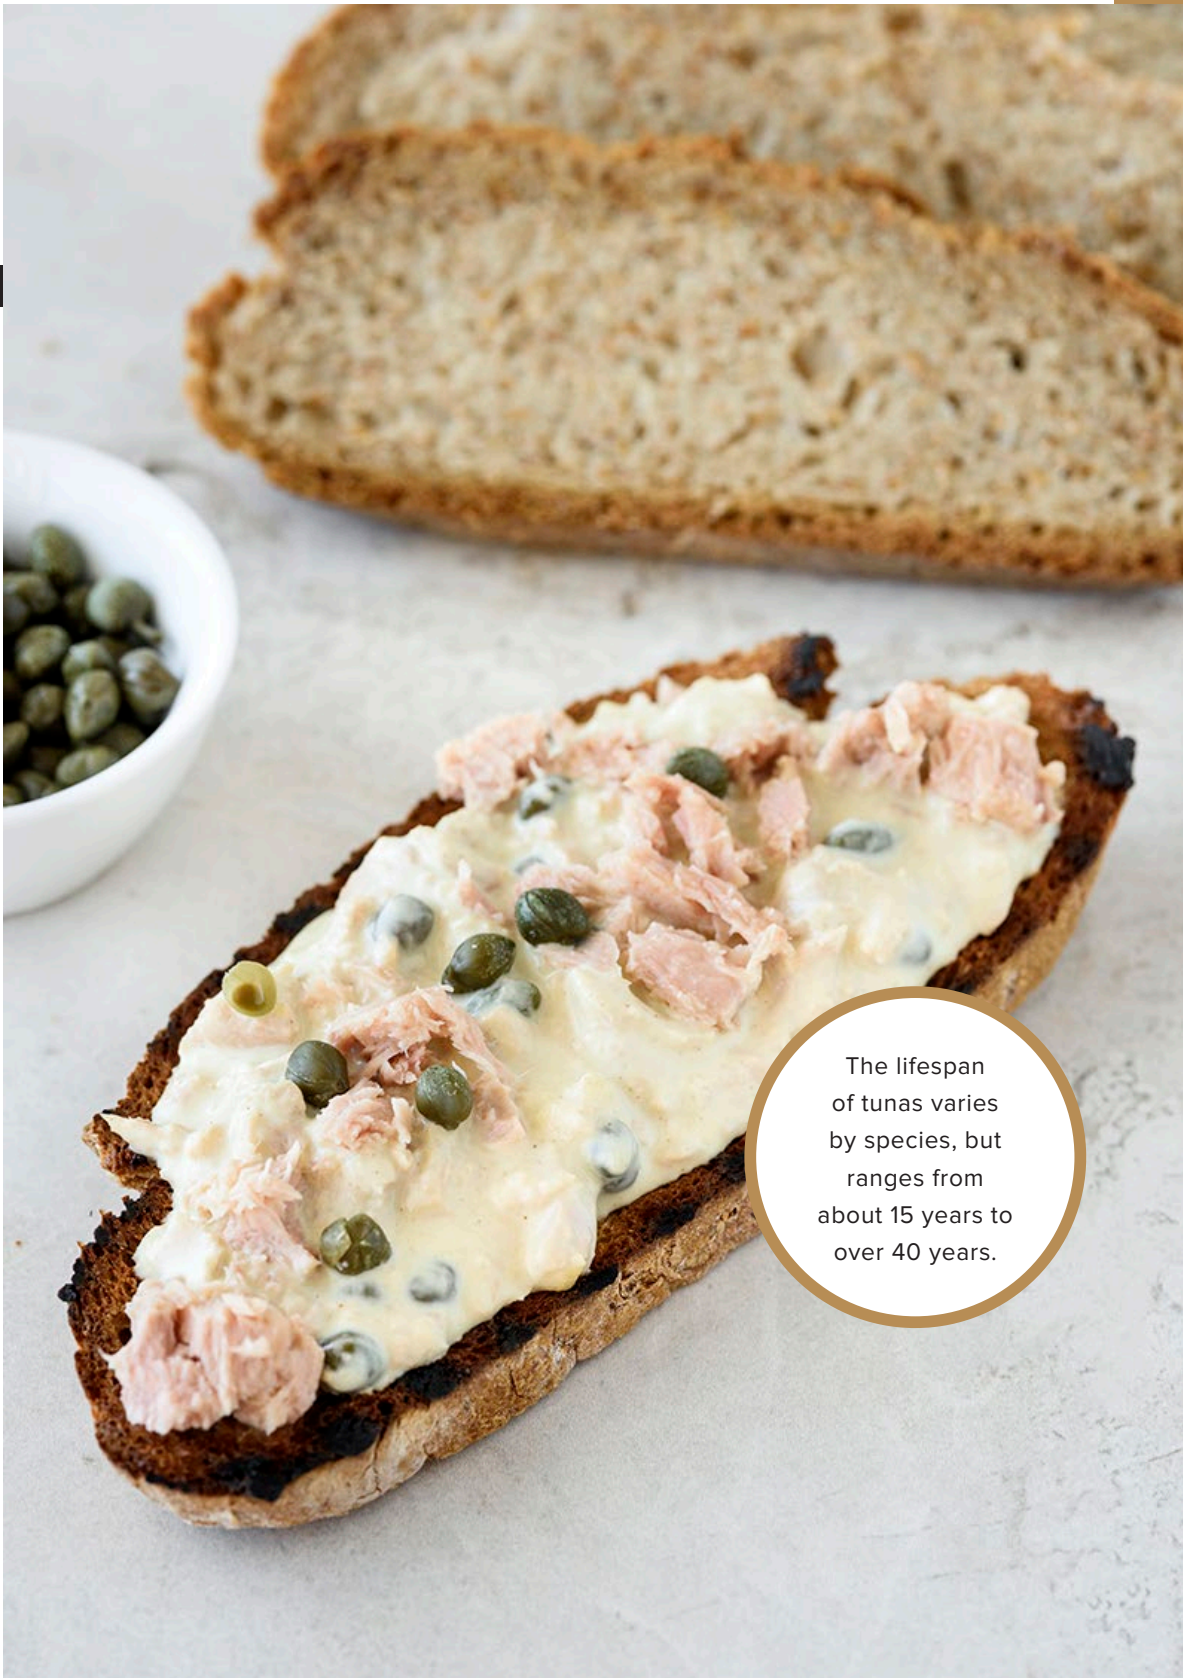 The lifespan
of tunas varies
by species, but
ranges from
about 15 years to
over 40 years.